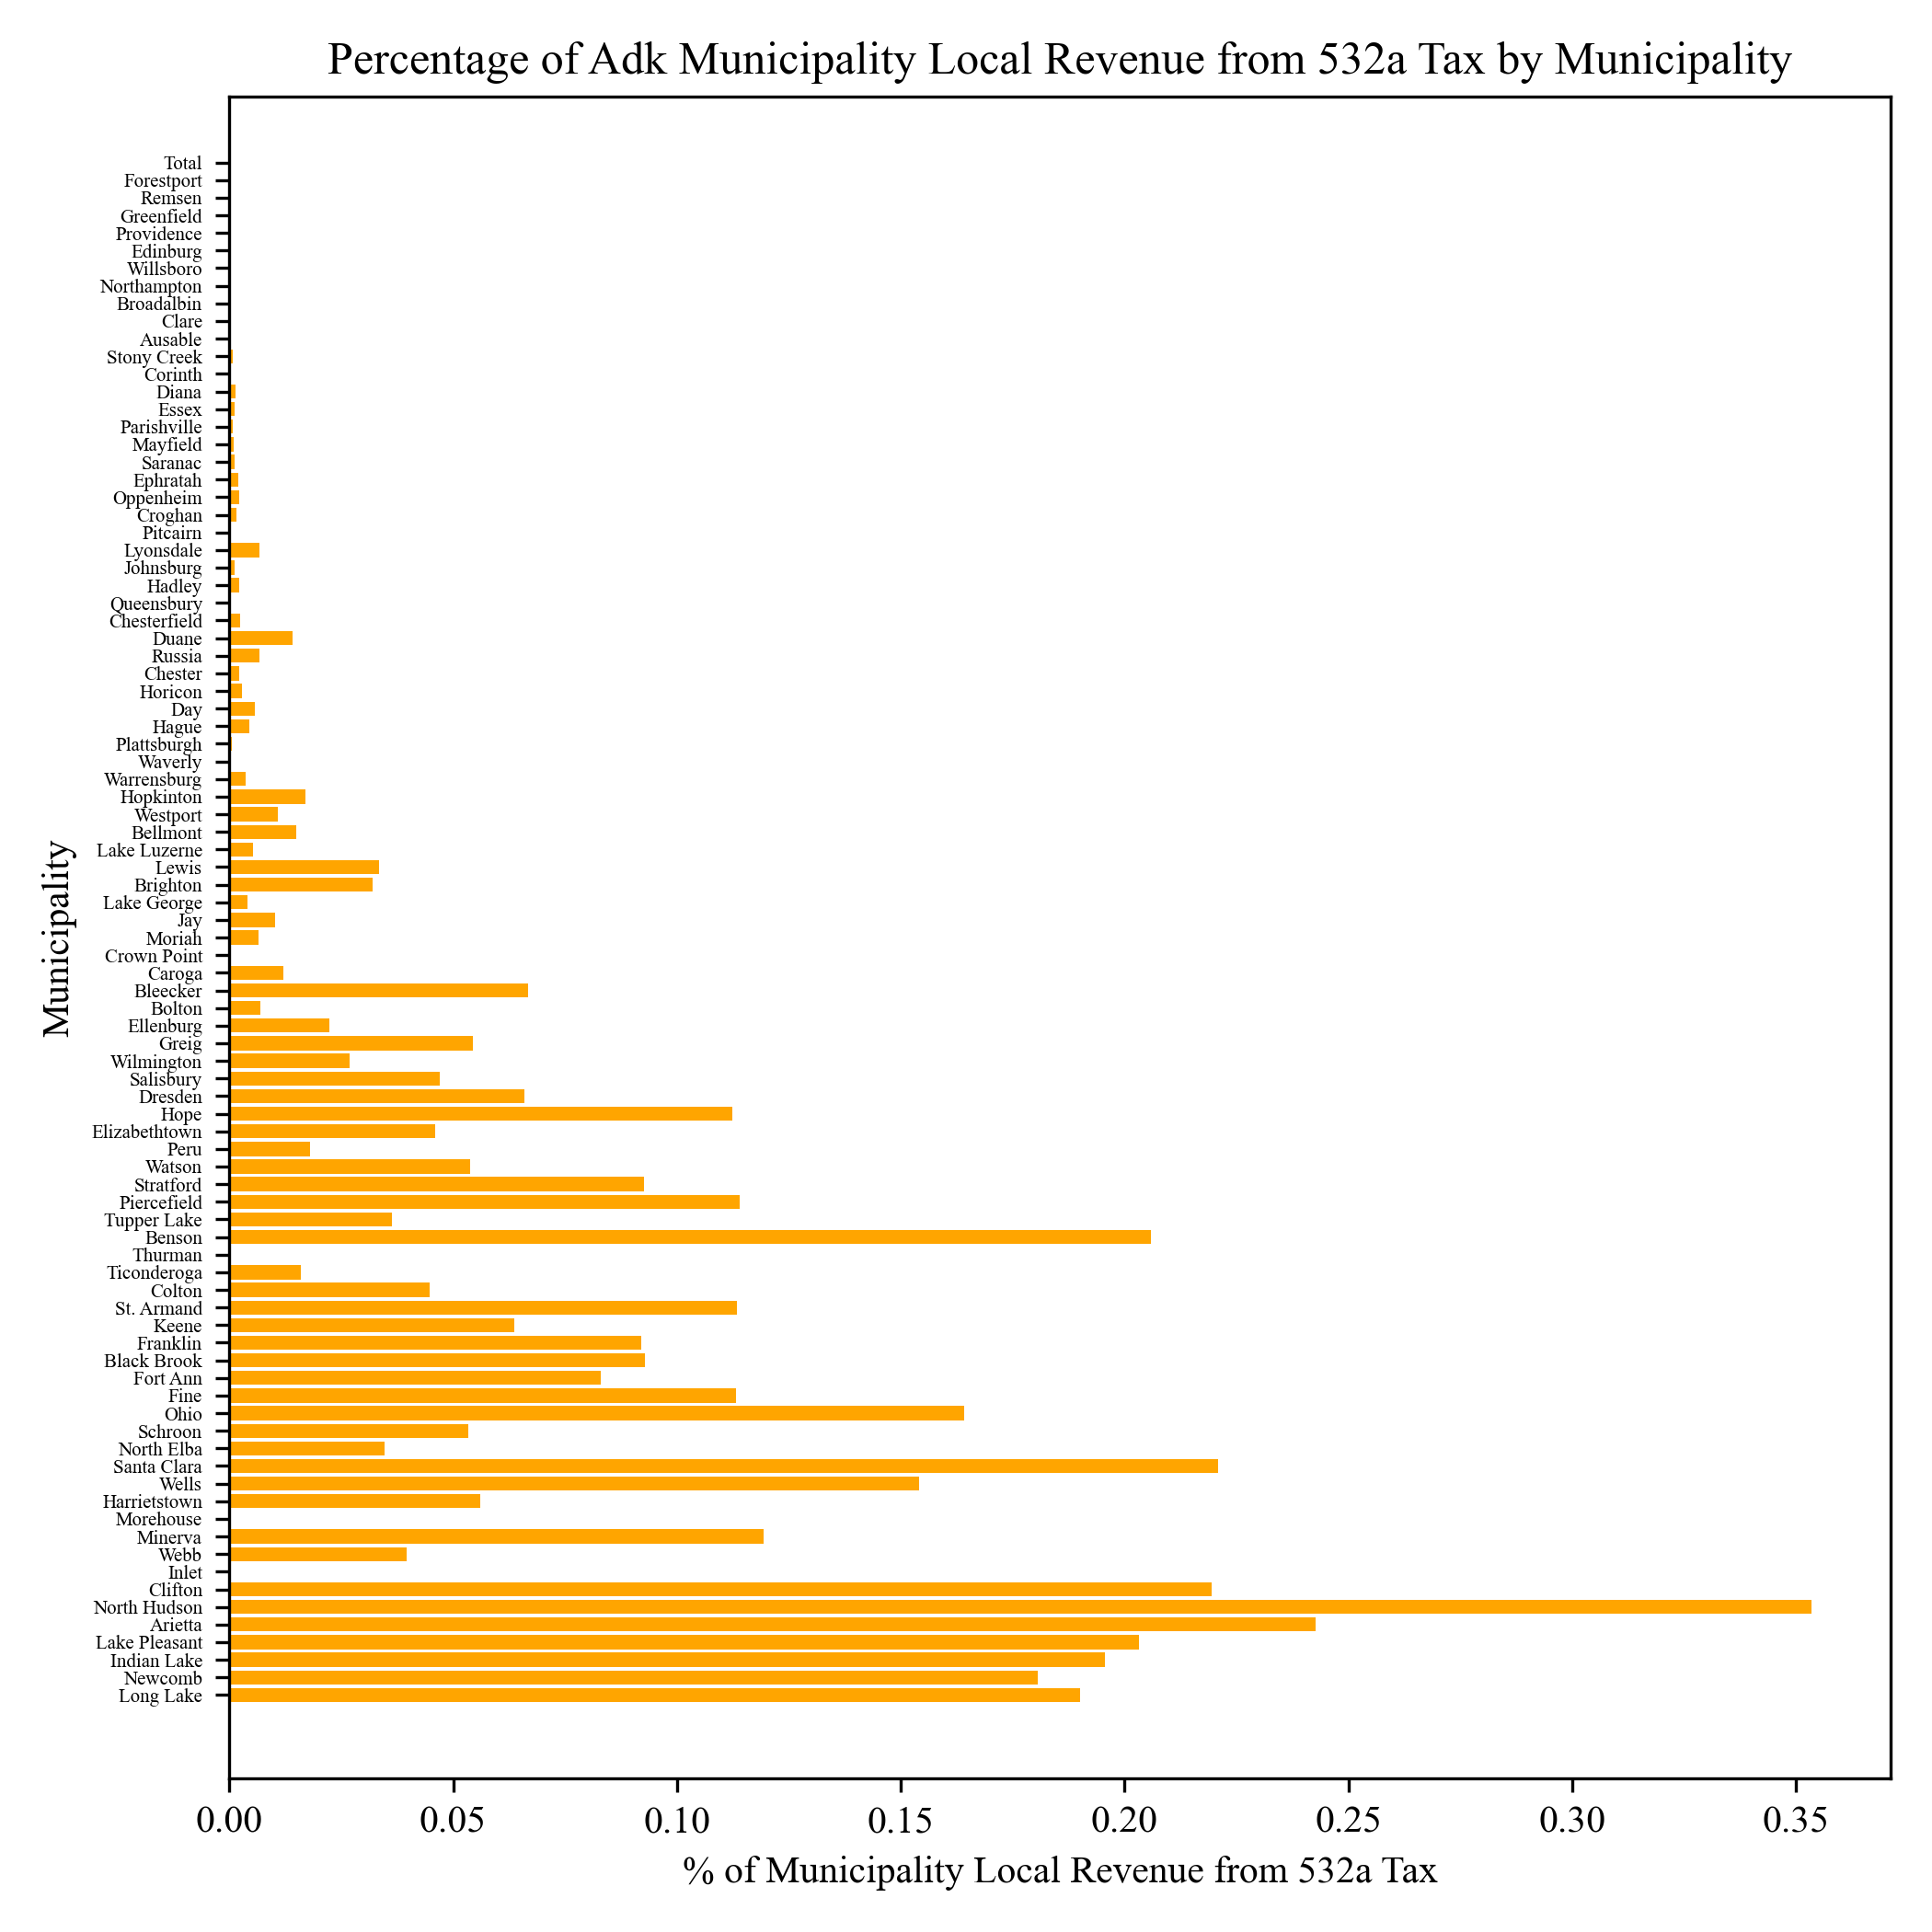 Percentage of Adk Municipality Local Revenue from 532a Tax by Municipality
Total
Forestport
Remsen
Greenfield
Providence
Edinburg
Willsboro
Northampton
Broadalbin
Clare
Ausable
Stony Creek
Corinth
Diana
Essex
Parishville
Mayfield
Saranac
Ephratah
Oppenheim
Croghan
Pitcairn
Lyonsdale
Johnsburg
Hadley
Queensbury
Chesterfield
Duane
Russia
Chester
Horicon
Day
Hague
Plattsburgh
Waverly
Warrensburg
Hopkinton
Westport
Bellmont
Lake Luzerne
Lewis
Brighton
Lake George
Jay
Moriah
Crown Point
Caroga
Bleecker
Bolton
Ellenburg
Greig
Wilmington
Salisbury
Dresden
Hope
Elizabethtown
Peru
Watson
Stratford
Piercefield
Tupper Lake
Benson
Thurman
Ticonderoga
Colton
St. Armand
Keene
Franklin
Black Brook
Fort Ann
Fine
Ohio
Schroon
North Elba
Santa Clara
Wells
Harrietstown
Morehouse
Minerva
Webb
Inlet
Clifton
North Hudson
Arietta
Lake Pleasant
Indian Lake
Newcomb
Long Lake
Municipality
0.00 0.05 0.10 0.15 0.20 0.25 0.30 0.35
% of Municipality Local Revenue from 532a Tax